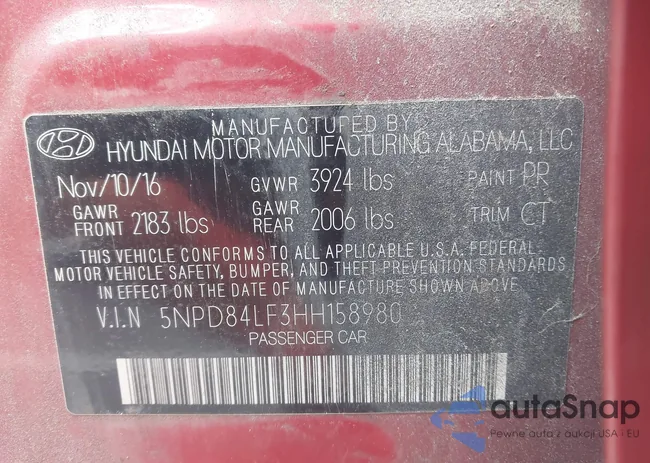 MANUFACTURED BY
HYUNDAI MOTOR MANUFACTURING ALABAMA, LLC
Nov/10/16 GVWR 3924 lbs PAINT PR
GAWR FRONT 2183 lbs GAWR REAR 2006 lbs TRIM CT
THIS VEHICLE CONFORMS TO ALL APPLICABLE U.S.A. FEDERAL
MOTOR VEHICLE SAFETY, BUMPER, AND THEFT PREVENTION STANDARDS
IN EFFECT ON THE DATE OF MANUFACTURE SHOWN ABOVE.
V.I.N 5NPD84LF3HH158980
PASSENGER CAR
autaSnap
Pewne auta z aukcji USA i EU